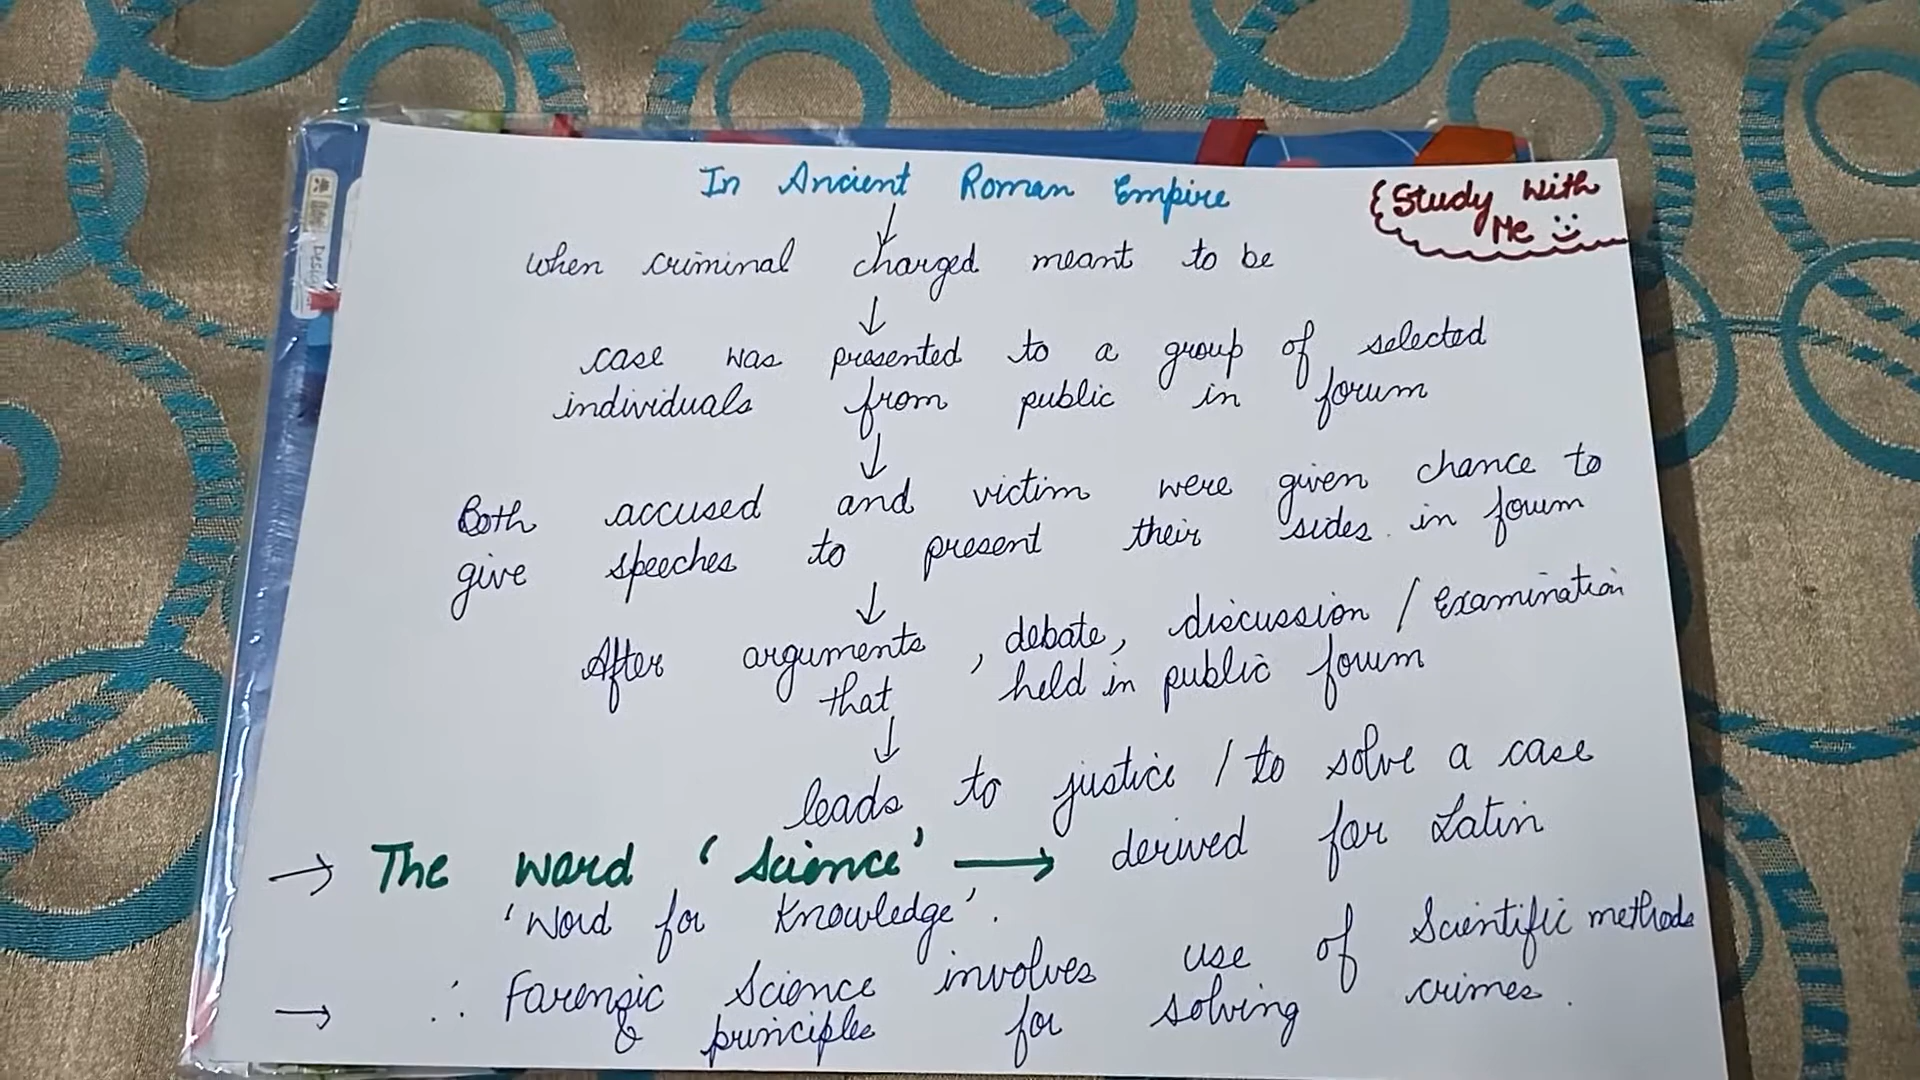 In Ancient Roman Empire
{Study With
Me
↓
when criminal charged meant to be
↓
case was presented to a group of selected
individuals from public in forum
↓
Both accused and victim were given chance to
give speeches to present their sides in forum
↓
After arguments, debate, discussion / Examination
that held in public forum
↓
leads to justice / to solve a case
→ The word 'Science' → derived for Latin
'Word for Knowledge'.
→ ∴ Forensic Science involves use of Scientific methods
& principles for solving crimes.